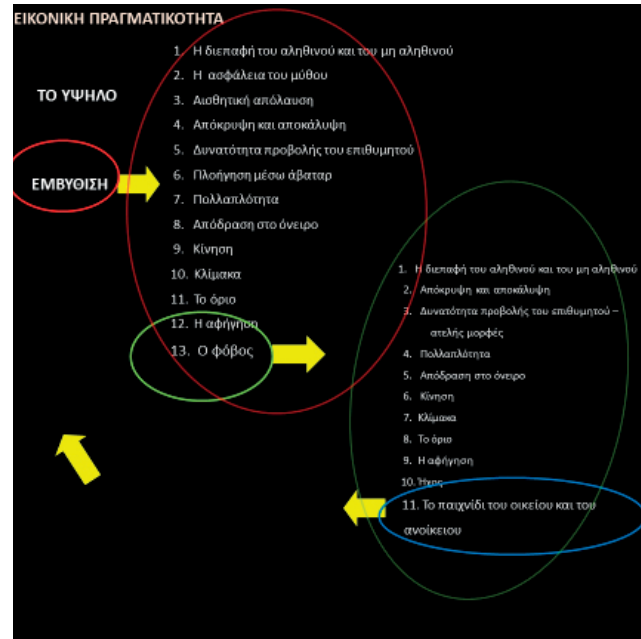 ΕΙΚΟΝΙΚΗ ΠΡΑΓΜΑΤΙΚΟΤΗΤΑ
ΤΟ ΥΨΗΛΟ
ΕΜΒΥΘΙΣΗ
1. Η διεπαφή του αληθινού και του μη αληθινού
2. Η ασφάλεια του μύθου
3. Αισθητική απόλαυση
4. Απόκρυψη και αποκάλυψη
5. Δυνατότητα προβολής του επιθυμητού
6. Πλοήγηση μέσω άβαταρ
7. Πολλαπλότητα
8. Απόδραση στο όνειρο
9. Κίνηση
10. Κλίμακα
11. Το όριο
12. Η αφήγηση
13. Ο φόβος
1. Η διεπαφή του αληθινού και του μη αληθινού
2. Απόκρυψη και αποκάλυψη
3. Δυνατότητα προβολής του επιθυμητού –
ατελής μορφές
4. Πολλαπλότητα
5. Απόδραση στο όνειρο
6. Κίνηση
7. Κλίμακα
8. Το όριο
9. Η αφήγηση
10. Ήχος
11. Το παιχνίδι του οικείου και του
ανοίκειου